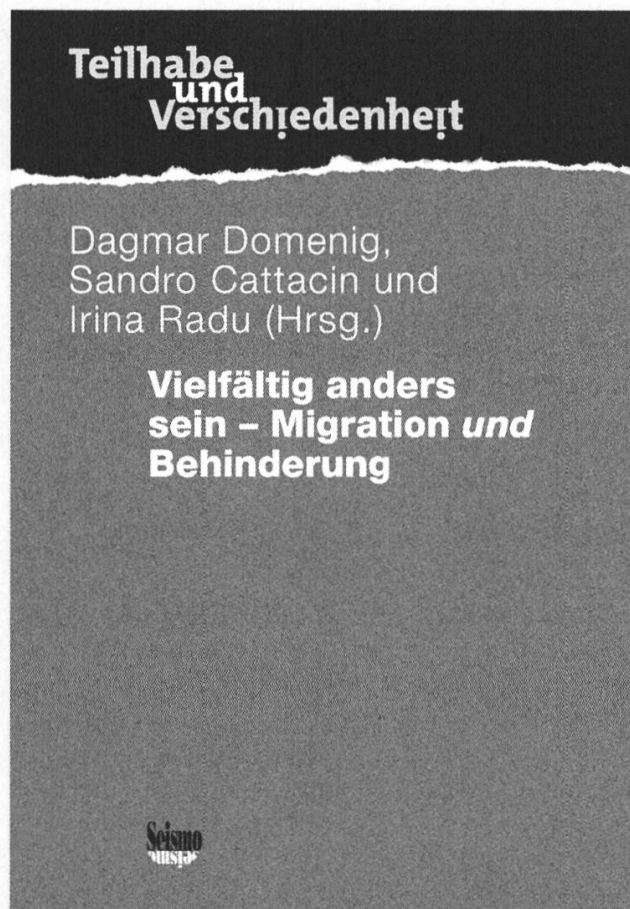 Teilhabe
und
Verschiedenheit
Dagmar Domenig,
Sandro Cattacin und
Irina Radu (Hrsg.)
Vielfältig anders
sein – Migration und
Behinderung
Seismo